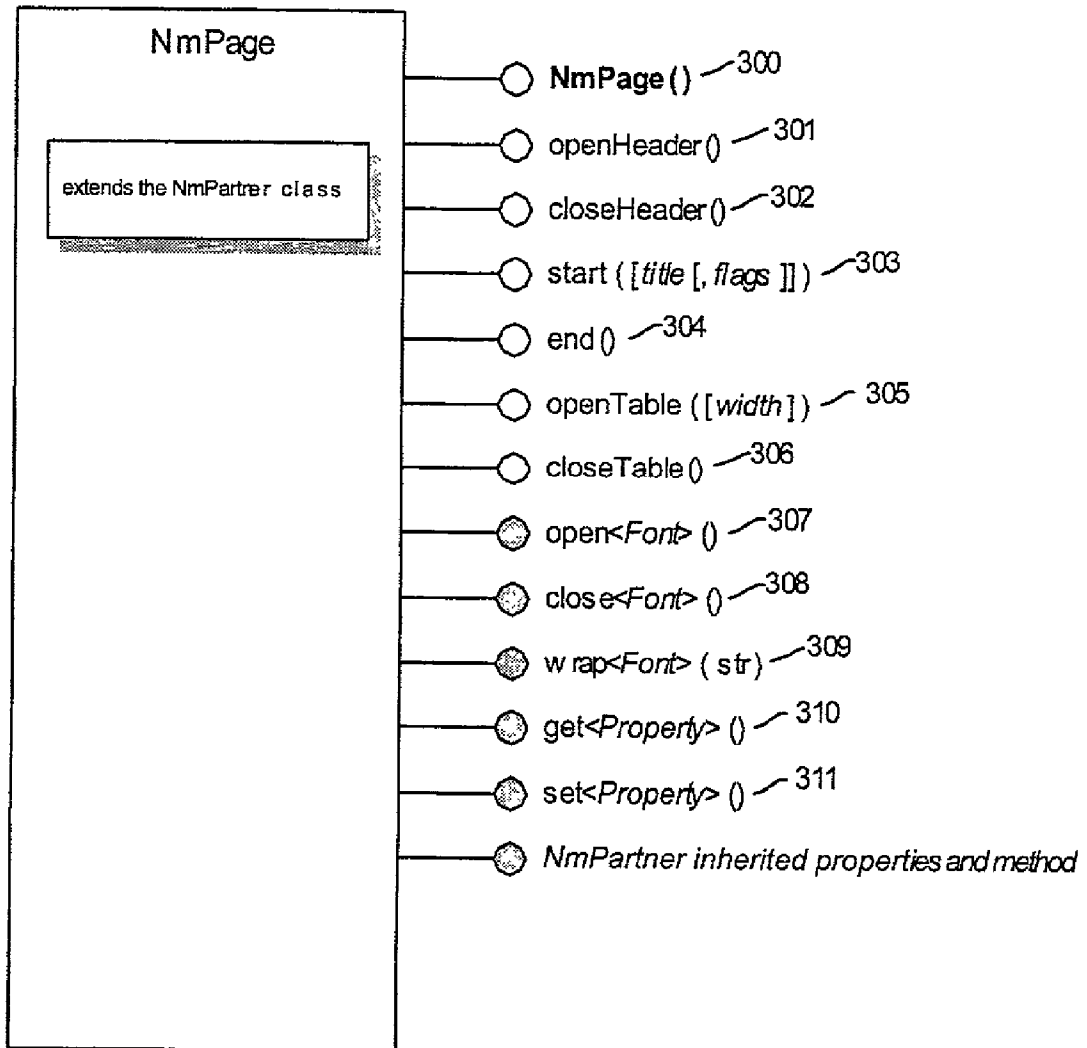 NmPage
extends the NmPartner class
NmPage() 300
openHeader() 301
closeHeader() 302
start ([title [, flags ]]) 303
end() 304
openTable ([width]) 305
closeTable() 306
open<Font> () 307
close<Font> () 308
wrap<Font> ( str) 309
get<Property> () 310
set<Property> () 311
NmPartner inherited properties and method